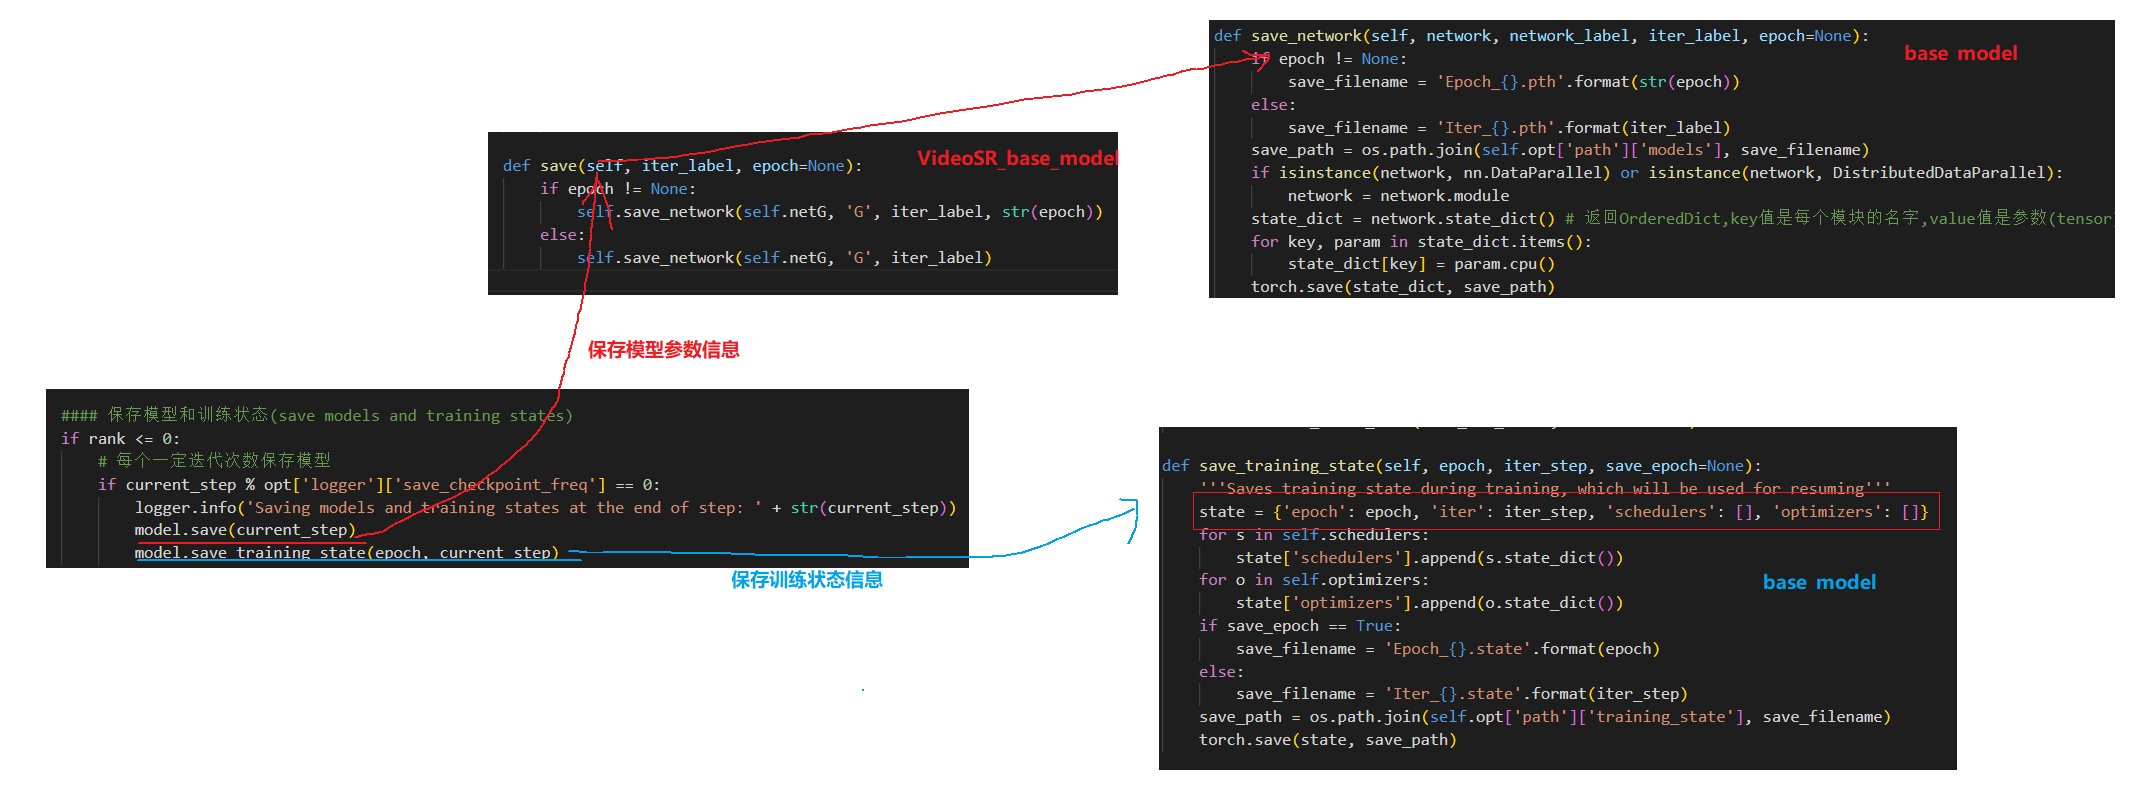 def save_network(self, network, network_label, iter_label, epoch=None):
if epoch != None:
save_filename = 'Epoch_{}.pth'.format(str(epoch))
else:
save_filename = 'Iter_{}.pth'.format(iter_label)
save_path = os.path.join(self.opt['path']['models'], save_filename)
if isinstance(network, nn.DataParallel) or isinstance(network, DistributedDataParallel):
network = network.module
state_dict = network.state_dict() # 返回OrderedDict,key值是每个模块的名字,value值是参数(tensor
for key, param in state_dict.items():
state_dict[key] = param.cpu()
torch.save(state_dict, save_path)
base model
def save(self, iter_label, epoch=None):
if epoch != None:
self.save_network(self.netG, 'G', iter_label, str(epoch))
else:
self.save_network(self.netG, 'G', iter_label)
VideoSR_base_model
保存模型参数信息
#### 保存模型和训练状态(save models and training states)
if rank <= 0:
# 每个一定迭代次数保存模型
if current_step % opt['logger']['save_checkpoint_freq'] == 0:
logger.info('Saving models and training states at the end of step: ' + str(current_step))
model.save(current_step)
model.save_training_state(epoch, current_step)
保存训练状态信息
def save_training_state(self, epoch, iter_step, save_epoch=None):
'''Saves training state during training, which will be used for resuming'''
state = {'epoch': epoch, 'iter': iter_step, 'schedulers': [], 'optimizers': []}
for s in self.schedulers:
state['schedulers'].append(s.state_dict())
for o in self.optimizers:
state['optimizers'].append(o.state_dict())
if save_epoch == True:
save_filename = 'Epoch_{}.state'.format(epoch)
else:
save_filename = 'Iter_{}.state'.format(iter_step)
save_path = os.path.join(self.opt['path']['training_state'], save_filename)
torch.save(state, save_path)
base model